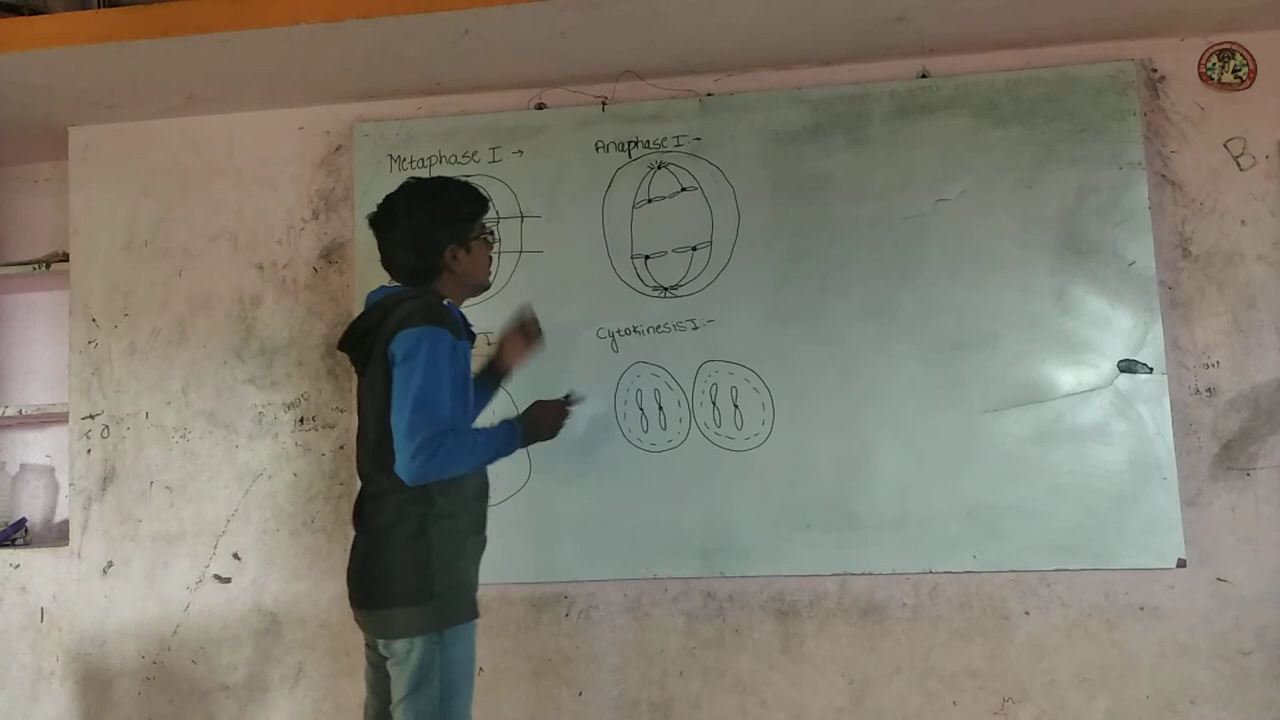 Metaphase I →
Anaphase I :-
Cytokinesis I :-
B.